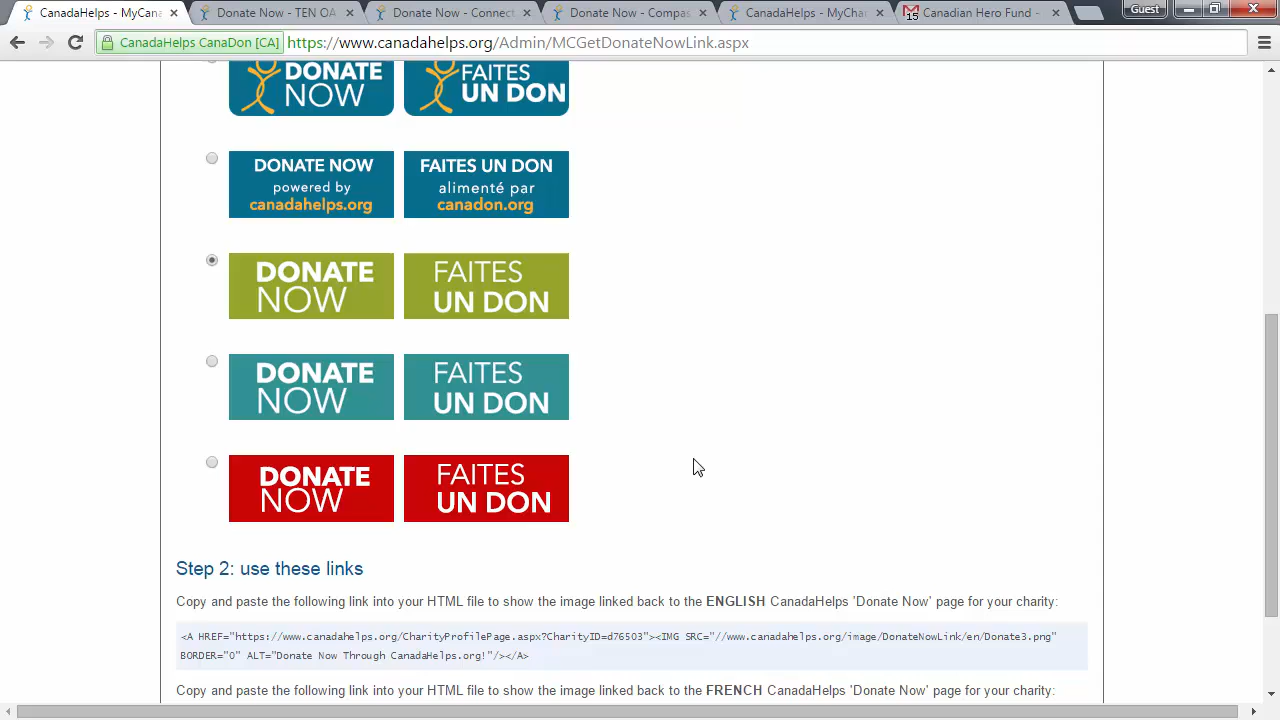 CanadaHelps - MyCana
Donate Now - TEN OA
Donate Now - Connect
Donate Now - Compas
CanadaHelps - MyChar
15
Canadian Hero Fund -
Guest
CanadaHelps CanaDon [CA]
https://www.canadahelps.org/Admin/MCGetDonateNowLink.aspx
DONATE
NOW
FAITES
UN DON
DONATE NOW
powered by
canadahelps.org
FAITES UN DON
alimenté par
canadon.org
DONATE
NOW
FAITES
UN DON
DONATE
NOW
FAITES
UN DON
DONATE
NOW
FAITES
UN DON
Step 2: use these links
Copy and paste the following link into your HTML file to show the image linked back to the ENGLISH CanadaHelps 'Donate Now' page for your charity:
<A HREF="https://www.canadahelps.org/CharityProfilePage.aspx?CharityID=d76503"><IMG SRC="//www.canadahelps.org/image/DonateNowLink/en/Donate3.png"
BORDER="0" ALT="Donate Now Through CanadaHelps.org!"/></A>
Copy and paste the following link into your HTML file to show the image linked back to the FRENCH CanadaHelps 'Donate Now' page for your charity: